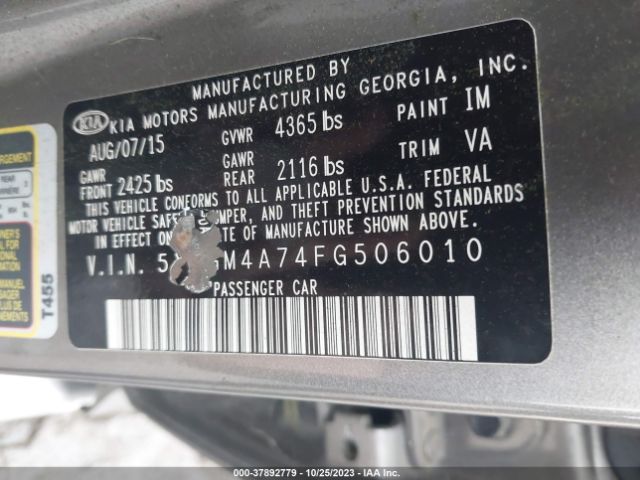 MANUFACTURED BY
KIA KIA MOTORS MANUFACTURING GEORGIA, INC.
AUG/07/15 GVWR 4365 lbs PAINT IM
GAWR FRONT 2425 lbs GAWR REAR 2116 lbs TRIM VA
THIS VEHICLE CONFORMS TO ALL APPLICABLE U.S.A. FEDERAL
MOTOR VEHICLE BUMPER, AND THEFT PREVENTION STANDARDS
IN EFFECT ON DATE OF MANUFACTURE SHOWN ABOVE.
V.I.N. 5 M4A74FG506010
PASSENGER CAR
T455
000-37892779 - 10/25/2023 - IAA Inc.